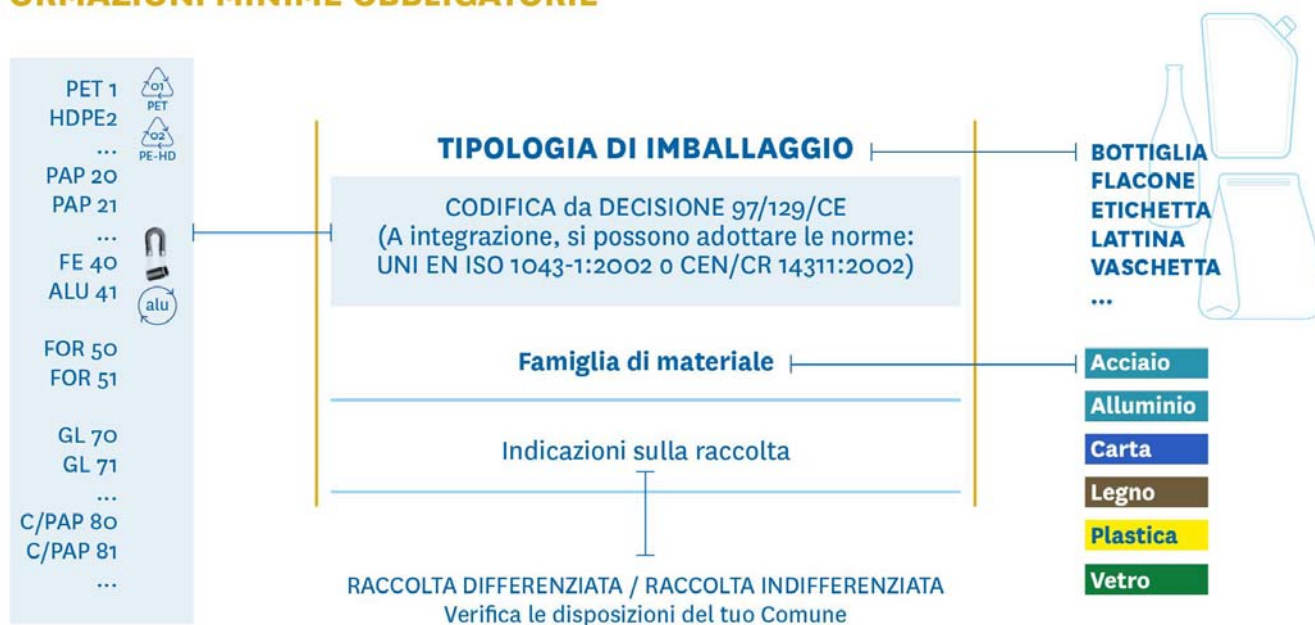 PET 1
HDPE2
...
PAP 20
PAP 21
...
FE 40
ALU 41
FOR 50
FOR 51
GL 70
GL 71
...
C/PAP 80
C/PAP 81
...
01
PET
02
PE-HD
alu
TIPOLOGIA DI IMBALLAGGIO
CODIFICA da DECISIONE 97/129/CE
(A integrazione, si possono adottare le norme:
UNI EN ISO 1043-1:2002 o CEN/CR 14311:2002)
Famiglia di materiale
Indicazioni sulla raccolta
RACCOLTA DIFFERENZIATA / RACCOLTA INDIFFERENZIATA
Verifica le disposizioni del tuo Comune
BOTTIGLIA
FLACONE
ETICHETTA
LATTINA
VASCHETTA
...
Acciaio
Alluminio
Carta
Legno
Plastica
Vetro